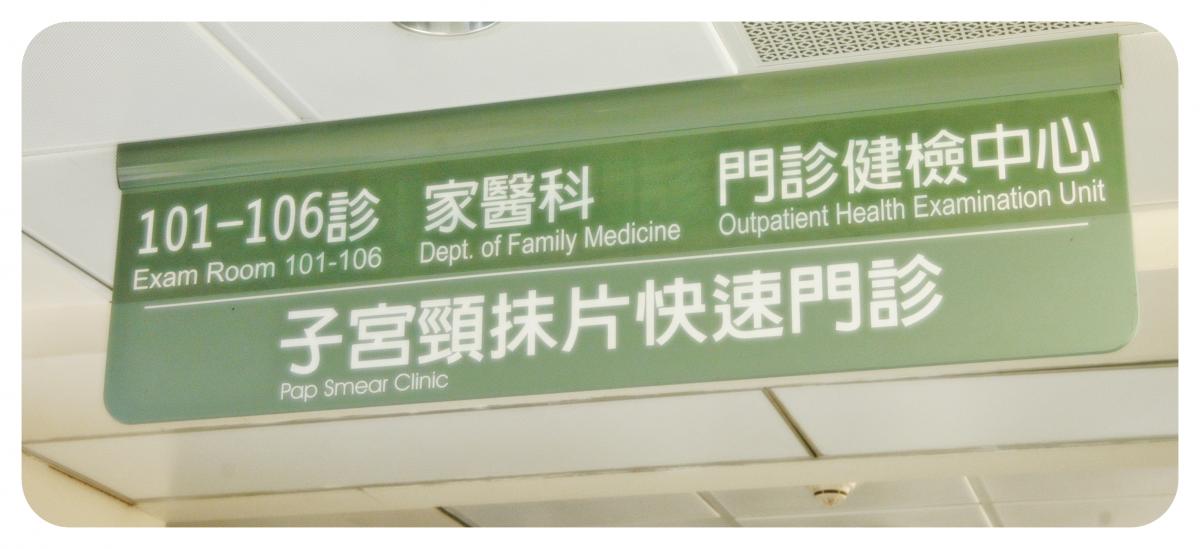 101-106診 家醫科 門診健檢中心
Exam Room 101-106 Dept. of Family Medicine Outpatient Health Examination Unit
子宮頸抹片快速門診
Pap Smear Clinic